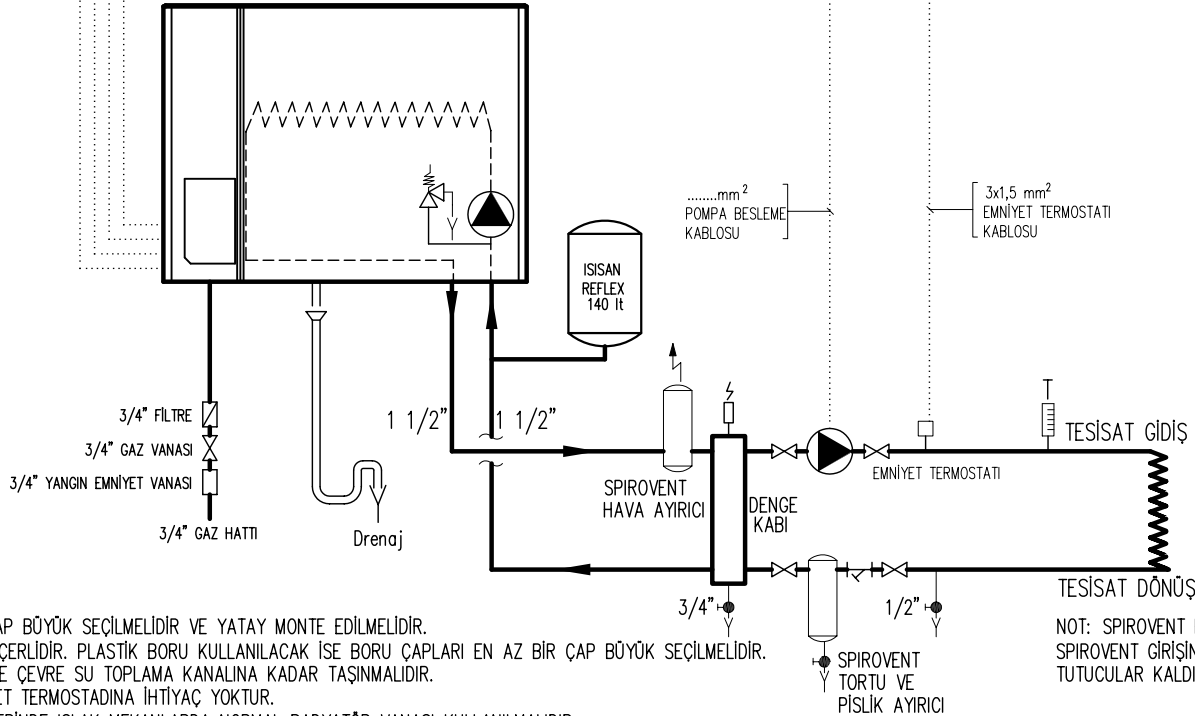 ........mm²
POMPA BESLEME
KABLOSU
3x1,5 mm²
EMNİYET TERMOSTATI
KABLOSU
ISISAN
REFLEX
140 lt
3/4" FİLTRE
3/4" GAZ VANASI
3/4" YANGIN EMNİYET VANASI
3/4" GAZ HATTI
Drenaj
1 1/2"
1 1/2"
SPIROVENT
HAVA AYIRICI
DENGE
KABI
EMNİYET TERMOSTATI
TESİSAT GİDİŞ
TESİSAT DÖNÜŞ
3/4"
1/2"
SPIROVENT
TORTU VE
PİSLİK AYIRICI
AP BÜYÜK SEÇİLMELİDİR VE YATAY MONTE EDİLMELİDİR.
ÇERLİDİR. PLASTİK BORU KULLANILACAK İSE BORU ÇAPLARI EN AZ BİR ÇAP BÜYÜK SEÇİLMELİDİR.
E ÇEVRE SU TOPLAMA KANALINA KADAR TAŞINMALIDIR.
ET TERMOSTADINA İHTİYAÇ YOKTUR.
NOT: SPIROVENT
SPIROVENT GİRİŞİN
TUTUCULAR KALDI